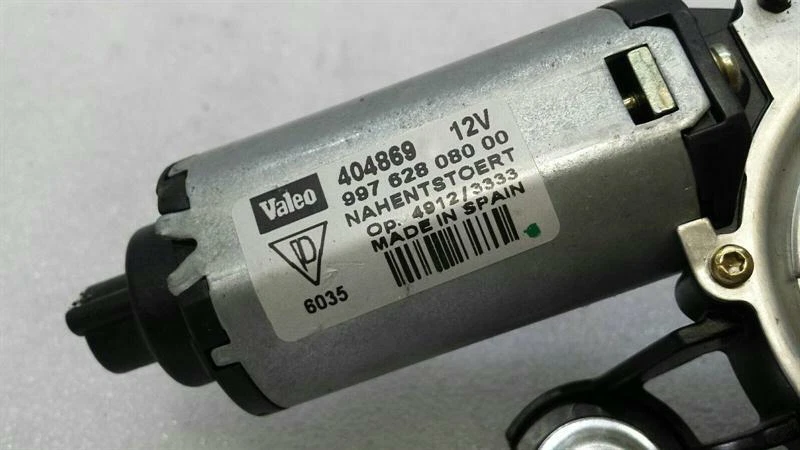 Valeo
404869 12V
997 628 080 00
NAHENTSTOERT
Op. 4912/3333
MADE IN SPAIN
6035